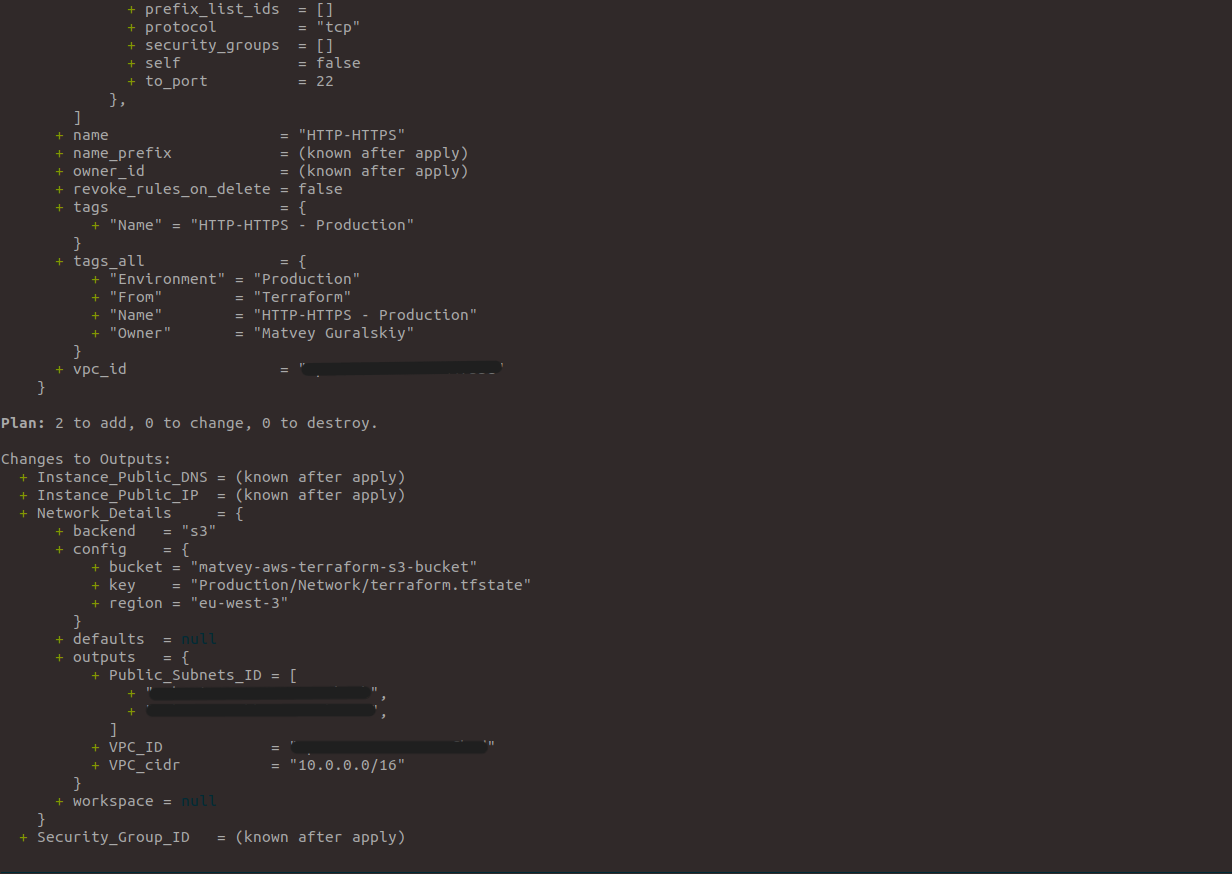 + prefix_list_ids  = []
+ protocol         = "tcp"
+ security_groups  = []
+ self             = false
+ to_port          = 22
},
]
+ name                   = "HTTP-HTTPS"
+ name_prefix            = (known after apply)
+ owner_id               = (known after apply)
+ revoke_rules_on_delete = false
+ tags                   = {
+ "Name" = "HTTP-HTTPS - Production"
}
+ tags_all               = {
+ "Environment" = "Production"
+ "From"        = "Terraform"
+ "Name"        = "HTTP-HTTPS - Production"
+ "Owner"       = "Matvey Guralskiy"
}
+ vpc_id                 = "
}
Plan: 2 to add, 0 to change, 0 to destroy.
Changes to Outputs:
+ Instance_Public_DNS = (known after apply)
+ Instance_Public_IP  = (known after apply)
+ Network_Details     = {
+ backend   = "s3"
+ config    = {
+ bucket = "matvey-aws-terraform-s3-bucket"
+ key    = "Production/Network/terraform.tfstate"
+ region = "eu-west-3"
}
+ defaults  = null
+ outputs   = {
+ Public_Subnets_ID = [
+ "",
+ ",
]
+ VPC_ID            = ""
+ VPC_cidr          = "10.0.0.0/16"
}
+ workspace = null
}
+ Security_Group_ID   = (known after apply)